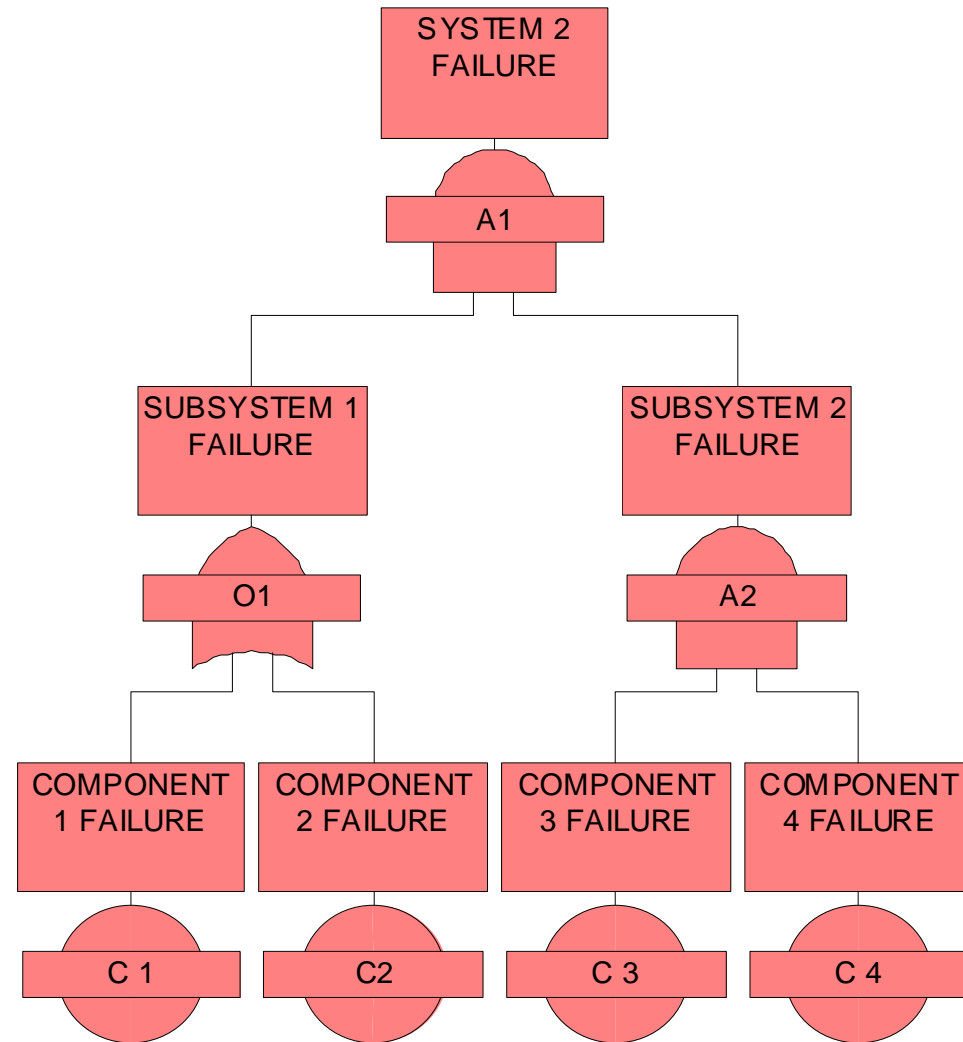 SYSTEM 2
FAILURE
A1
SUBSYSTEM 1
FAILURE
SUBSYSTEM 2
FAILURE
O1
A2
COMPONENT
1 FAILURE
COMPONENT
2 FAILURE
COMPONENT
3 FAILURE
COMPONENT
4 FAILURE
C 1
C2
C 3
C 4